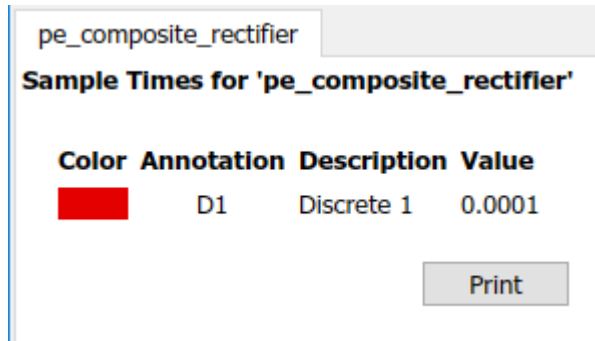 pe_composite_rectifier
Sample Times for 'pe_composite_rectifier'
Color Annotation Description Value
D1 Discrete 1 0.0001
Print